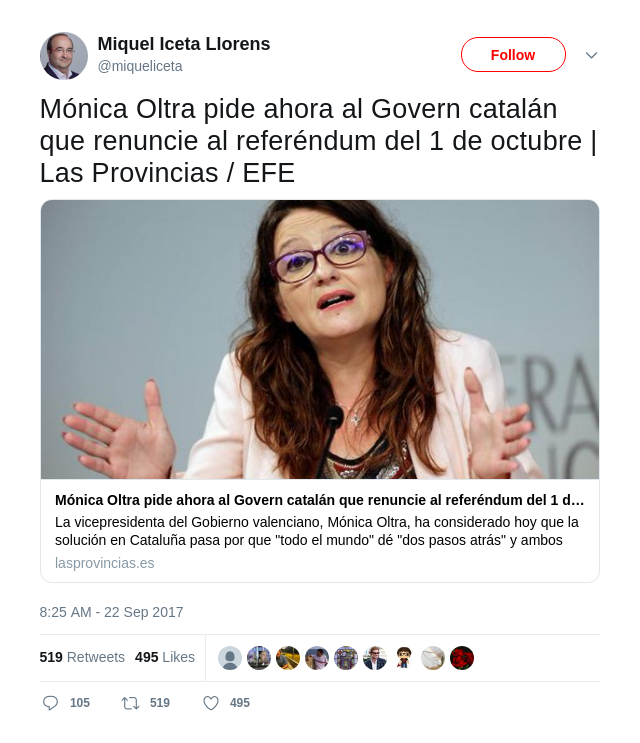 Miquel Iceta Llorens
@miqueliceta
Follow
Mónica Oltra pide ahora al Govern catalán
que renuncie al referéndum del 1 de octubre |
Las Provincias / EFE
ERA
Mónica Oltra pide ahora al Govern catalán que renuncie al referéndum del 1 d…
La vicepresidenta del Gobierno valenciano, Mónica Oltra, ha considerado hoy que la
solución en Cataluña pasa por que "todo el mundo" dé "dos pasos atrás" y ambos
lasprovincias.es
8:25 AM - 22 Sep 2017
519 Retweets 495 Likes
105 519 495